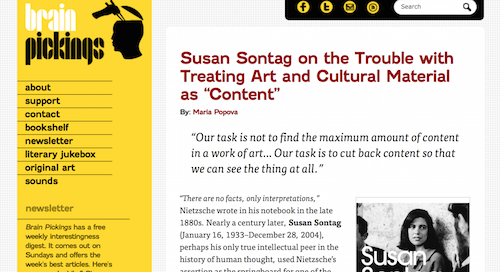 brain
pickings
Search
about
support
contact
bookshelf
newsletter
literary jukebox
original art
sounds
newsletter
Brain Pickings has a free
weekly interestingness
digest. It comes out on
Sundays and offers the
week's best articles. Here's
Susan Sontag on the Trouble with
Treating Art and Cultural Material
as “Content”
By: Maria Popova
“Our task is not to find the maximum amount of content
in a work of art… Our task is to cut back content so that
we can see the thing at all.”
“There are no facts, only interpretations,”
Nietzsche wrote in his notebook in the late
1880s. Nearly a century later, Susan Sontag
(January 16, 1933–December 28, 2004),
perhaps his only true intellectual peer in the
history of human thought, used Nietzsche's
assertion as the springboard for one of the
Susan